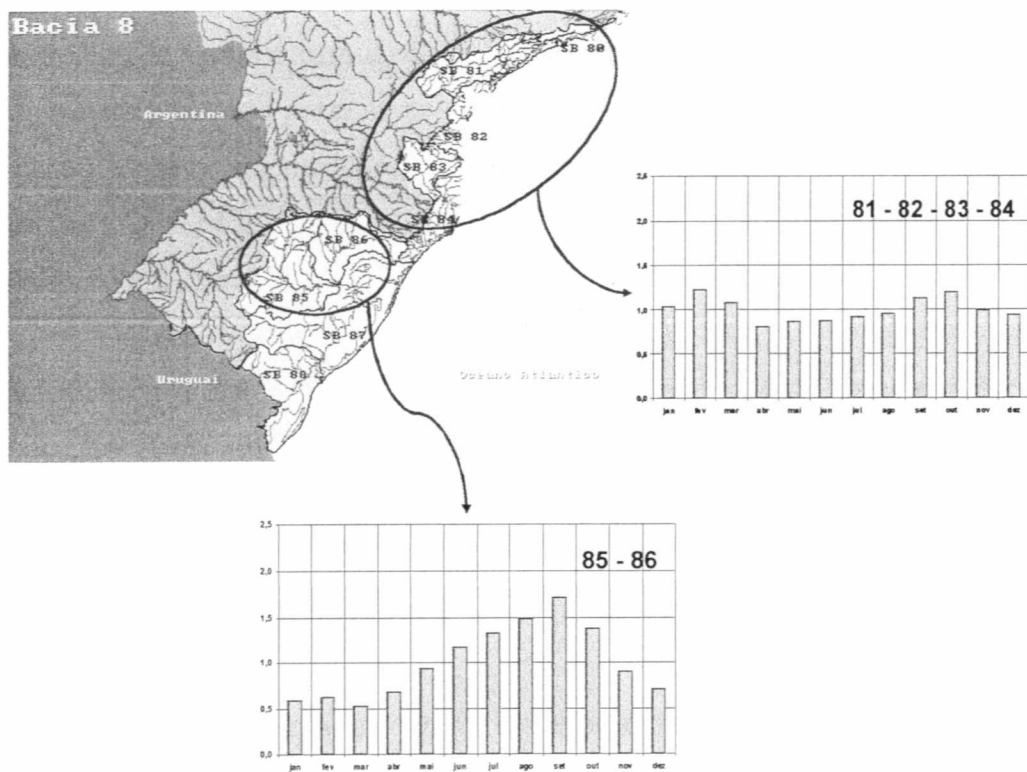 Bacia 8
SB 80
SB 81
Argentina
SB 82
SB 83
SB 84
SB 86
SB 85
SB 87
Uruguai
SB 88
Oceano Atlantico
81 - 82 - 83 - 84
2,5
2,0
1,5
1,0
0,5
0,0
jan fev mar abr mai jun jul ago set out nov dez
85 - 86
2,5
2,0
1,5
1,0
0,5
0,0
jan fev mar abr mai jun jul ago set out nov dez